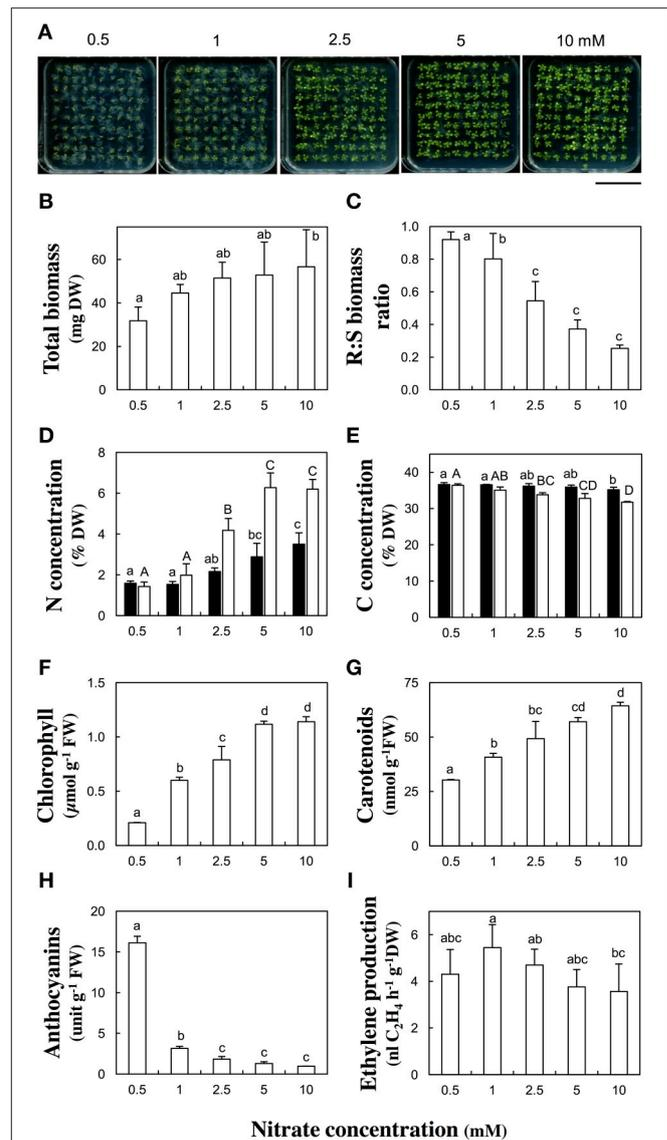 A
0.5 1 2.5 5 10 mM
B
Total biomass
(mg DW)
60
40
20
0
a ab ab ab b
0.5 1 2.5 5 10
C
R:S biomass
ratio
1.0
0.8
0.6
0.4
0.2
0.0
a b c c c
0.5 1 2.5 5 10
D
N concentration
(% DW)
8
6
4
2
0
a A a A ab B bc C c C
0.5 1 2.5 5 10
E
C concentration
(% DW)
40
30
20
10
0
a A a AB ab BC ab CD b D
0.5 1 2.5 5 10
F
Chlorophyll
(µmol g-1 FW)
1.5
1.0
0.5
0.0
a b c d d
0.5 1 2.5 5 10
G
Carotenoids
(nmol g-1FW)
75
50
25
0
a b bc cd d
0.5 1 2.5 5 10
H
Anthocyanins
(unit g-1 FW)
20
15
10
5
0
a b c c c
0.5 1 2.5 5 10
I
Ethylene production
(nl C2H4 h-1 g-1DW)
6
4
2
0
abc a ab abc bc
0.5 1 2.5 5 10
Nitrate concentration (mM)